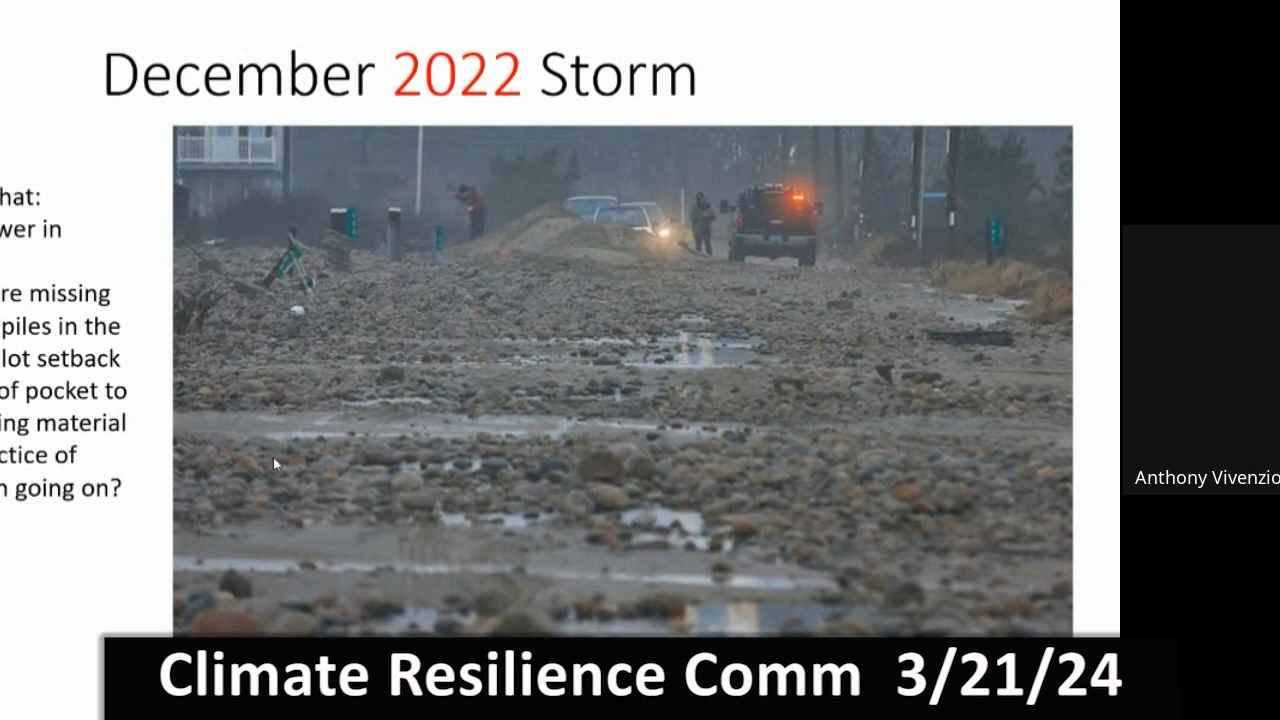 December 2022 Storm
hat:
wer in
re missing
piles in the
lot setback
of pocket to
ing material
ctice of
n going on?
Anthony Vivenzio
Climate Resilience Comm 3/21/24